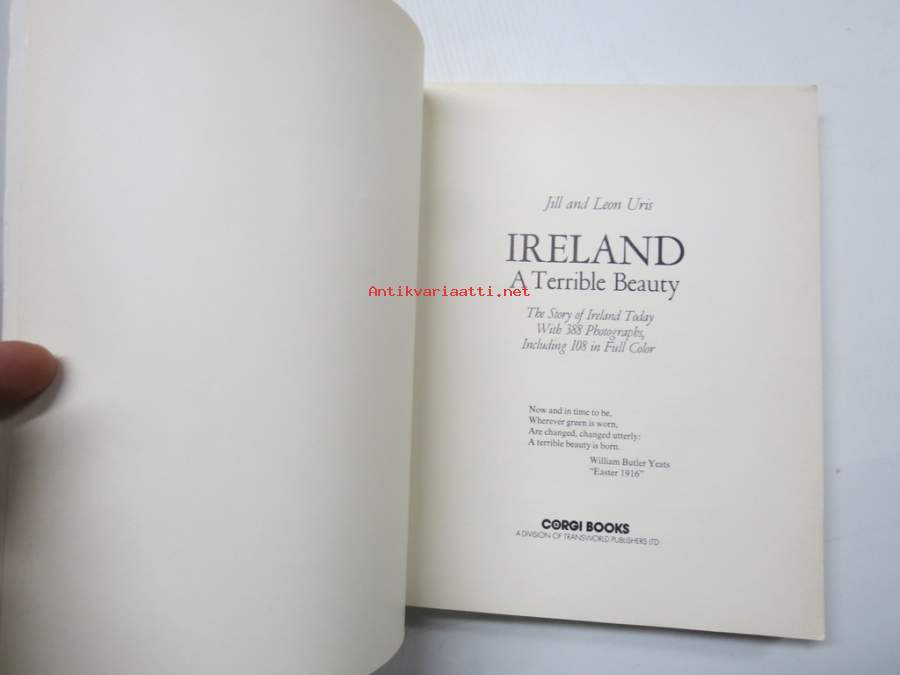 Jill and Leon Uris
IRELAND
A Terrible Beauty
Antikvariaatti.net
The Story of Ireland Today
With 388 Photographs,
Including 108 in Full Color
Now and in time to be,
Wherever green is worn,
Are changed, changed utterly:
A terrible beauty is born.
William Butler Yeats
"Easter 1916"
CORGI BOOKS
A DIVISION OF TRANSWORLD PUBLISHERS LTD